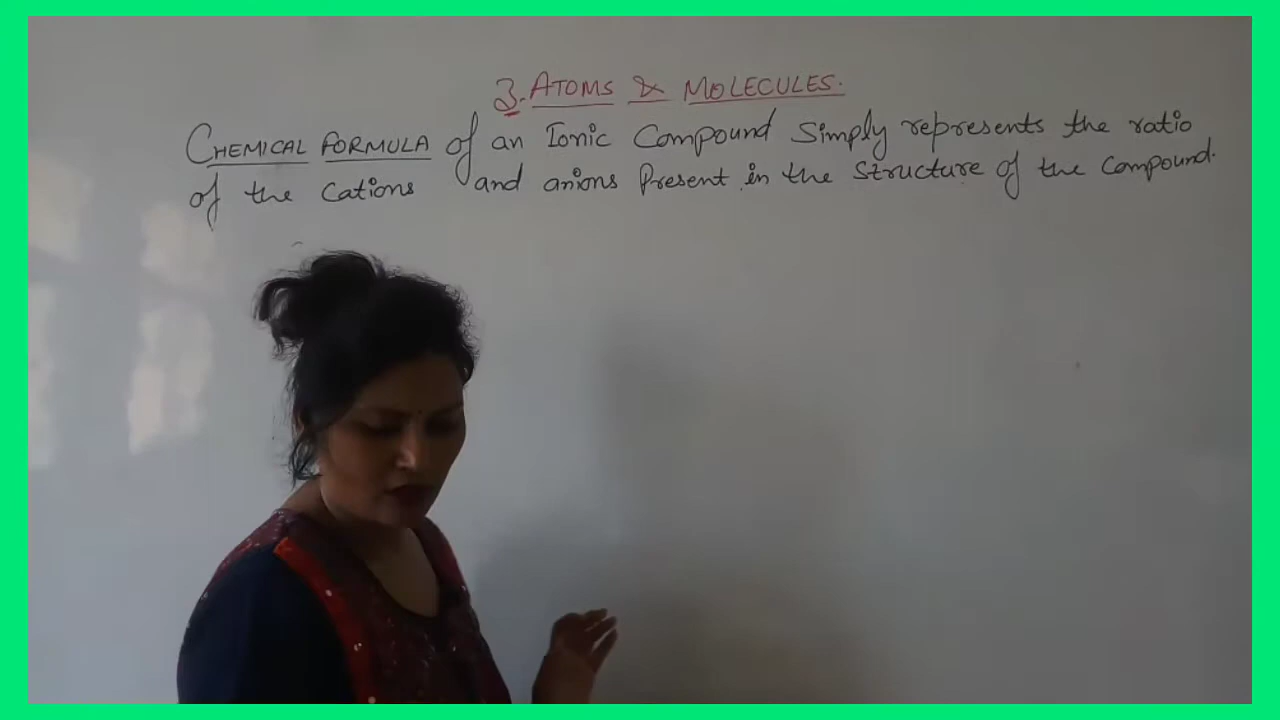 3. ATOMS & MOLECULES.
CHEMICAL FORMULA of an Ionic Compound Simply represents the ratio
of the Cations and anions Present in the Structure of the Compound.